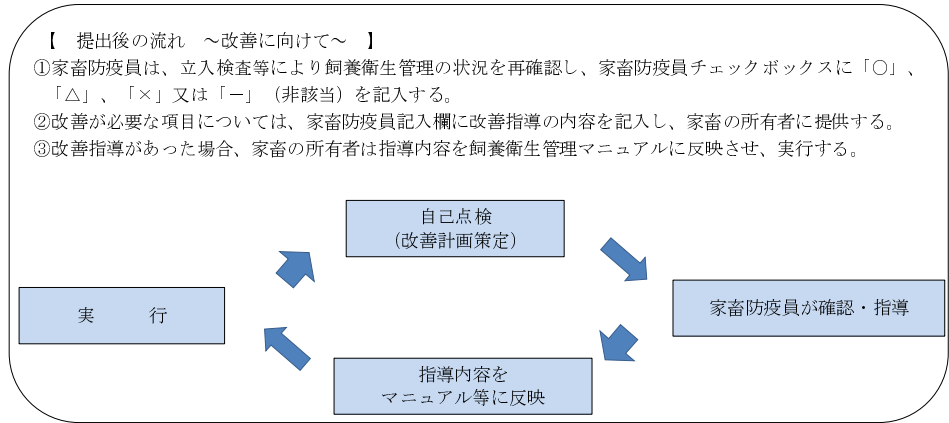 【　提出後の流れ　～改善に向けて～　】
①家畜防疫員は、立入検査等により飼養衛生管理の状況を再確認し、家畜防疫員チェックボックスに「○」、
「△」、「×」又は「－」（非該当）を記入する。
②改善が必要な項目については、家畜防疫員記入欄に改善指導の内容を記入し、家畜の所有者に提供する。
③改善指導があった場合、家畜の所有者は指導内容を飼養衛生管理マニュアルに反映させ、実行する。
自己点検
（改善計画策定）
家畜防疫員が確認・指導
実　　　行
指導内容を
マニュアル等に反映